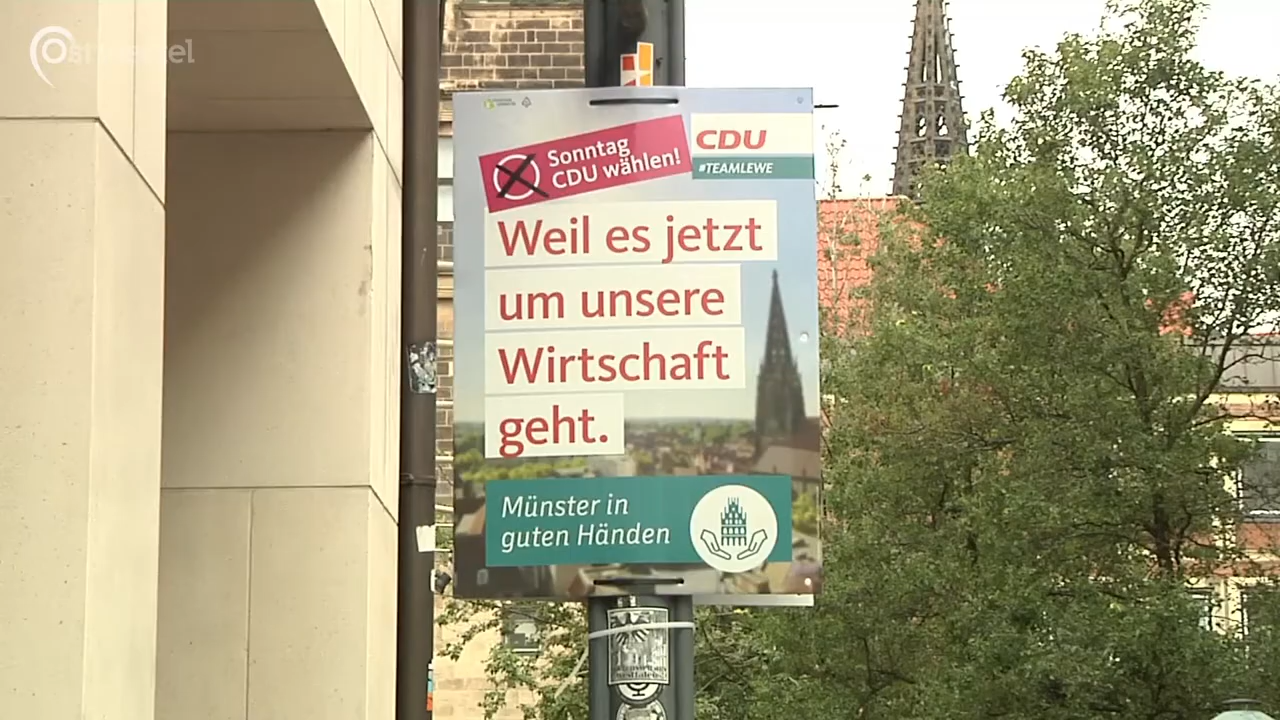 Sonntag
CDU wählen!
CDU
#TEAMLEWE
Weil es jetzt
um unsere
Wirtschaft
geht.
Münster in
guten Händen